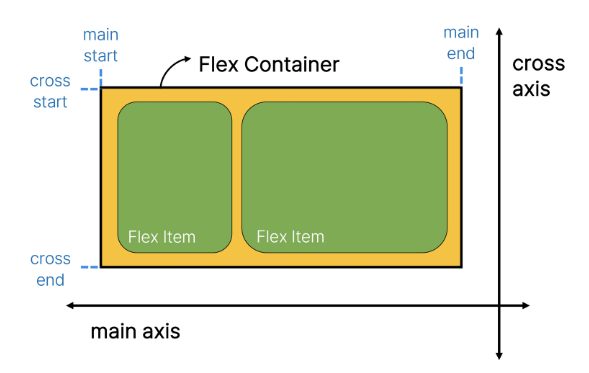 main
start
main
end
Flex Container
cross
axis
cross
start
Flex Item
Flex Item
cross
end
main axis